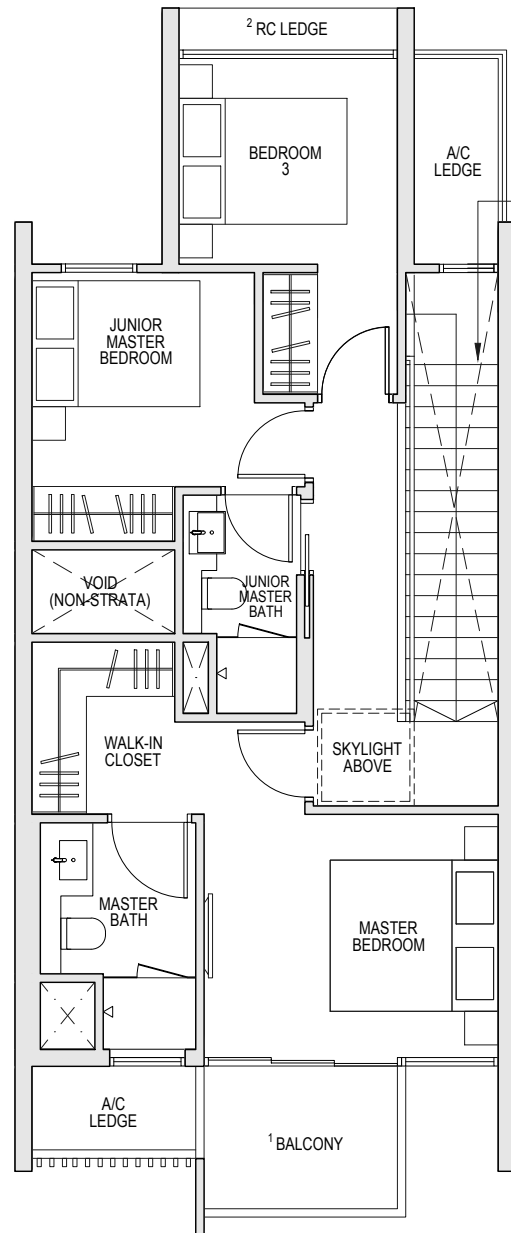 2 RC LEDGE
BEDROOM
3
A/C
LEDGE
JUNIOR
MASTER
BEDROOM
VOID
(NON-STRATA)
JUNIOR
MASTER
BATH
WALK-IN
CLOSET
SKYLIGHT
ABOVE
MASTER
BATH
MASTER
BEDROOM
A/C
LEDGE
1 BALCONY